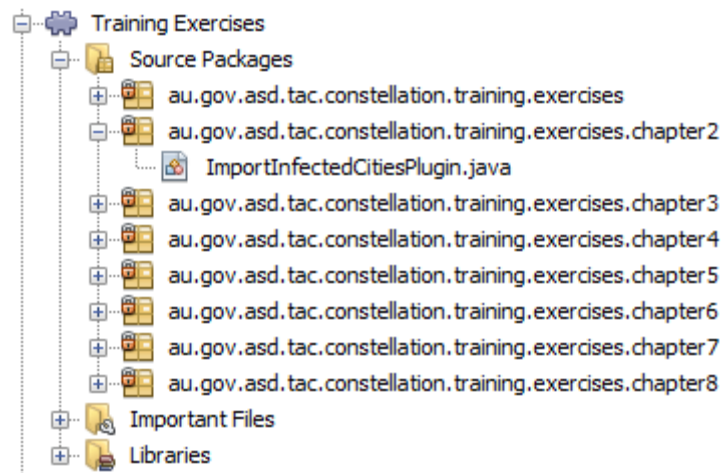 Training Exercises
Source Packages
au.gov.asd.tac.constellation.training.exercises
au.gov.asd.tac.constellation.training.exercises.chapter2
ImportInfectedCitiesPlugin.java
au.gov.asd.tac.constellation.training.exercises.chapter3
au.gov.asd.tac.constellation.training.exercises.chapter4
au.gov.asd.tac.constellation.training.exercises.chapter5
au.gov.asd.tac.constellation.training.exercises.chapter6
au.gov.asd.tac.constellation.training.exercises.chapter7
au.gov.asd.tac.constellation.training.exercises.chapter8
Important Files
Libraries